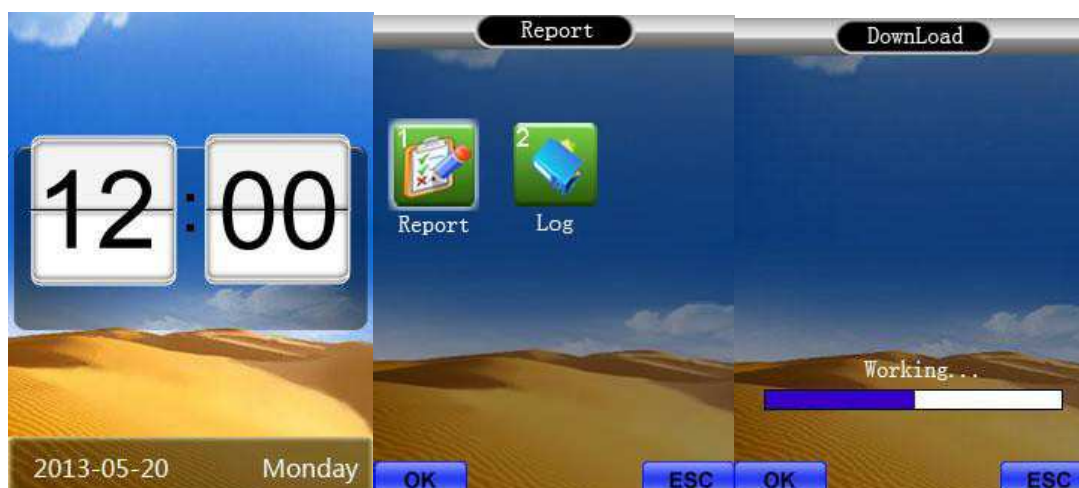 12:00
2013-05-20 Monday
Report
1
2
Report
Log
OK ESC
DownLoad
Working...
OK ESC